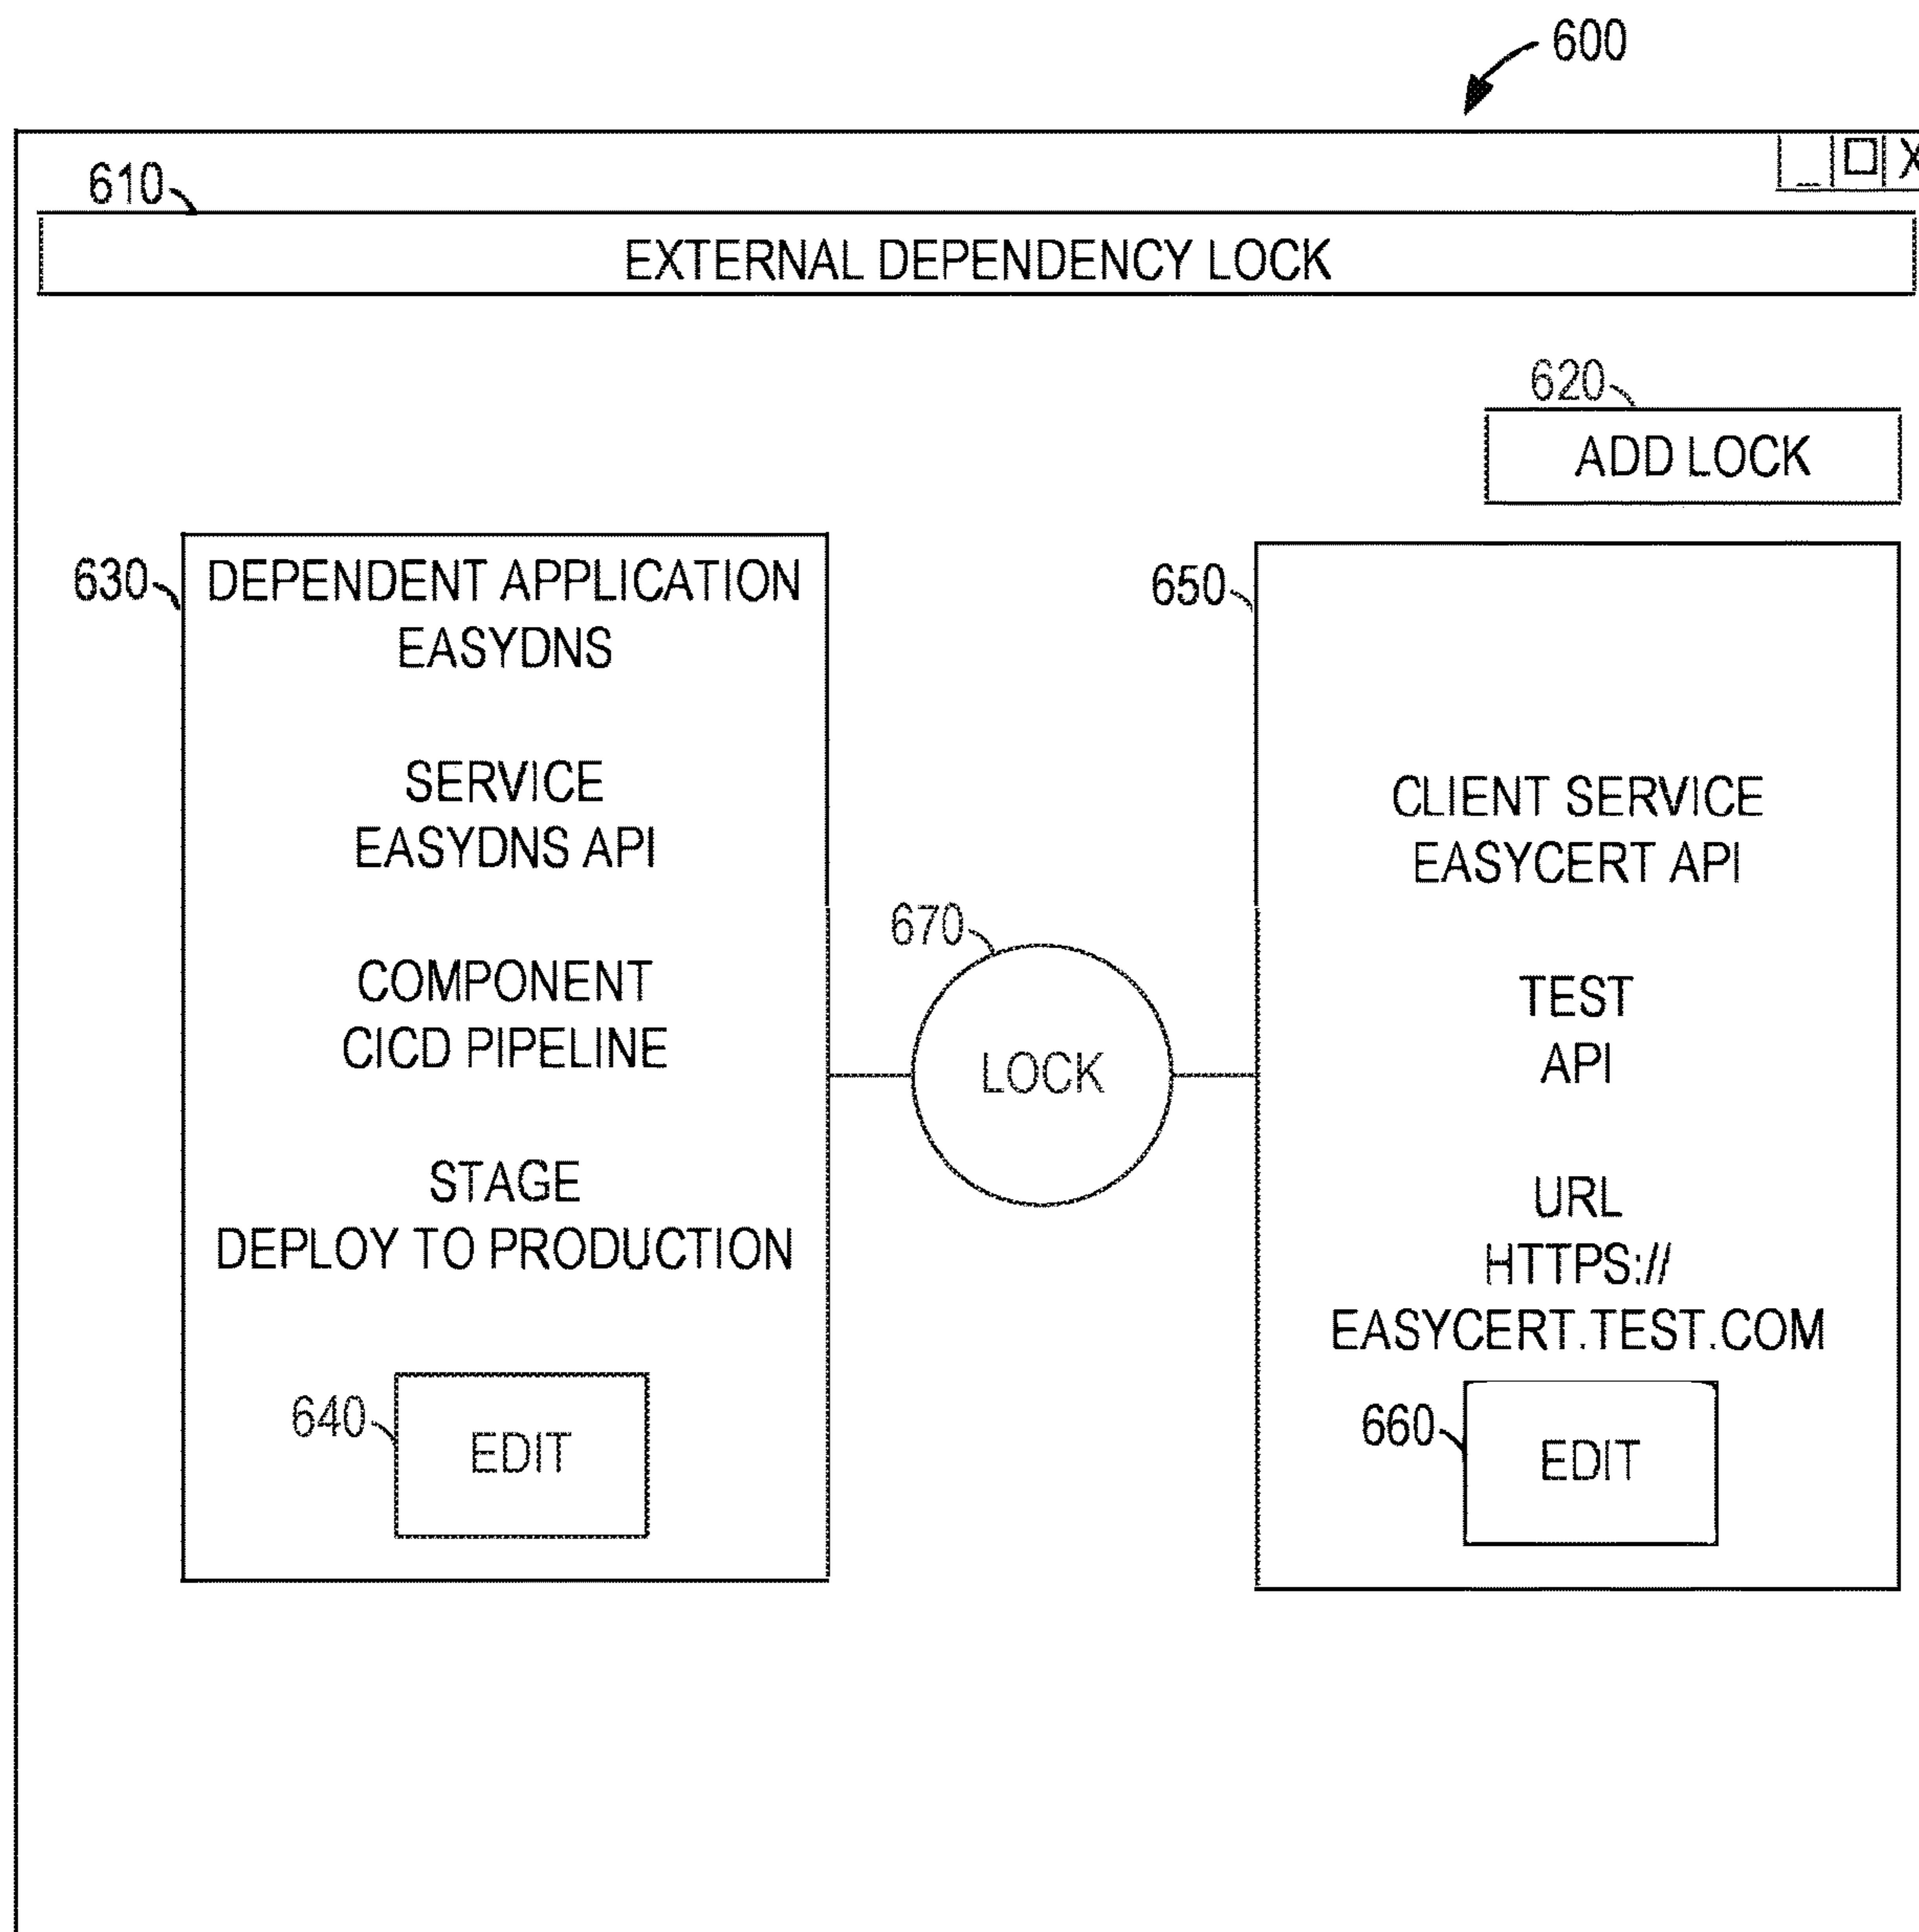 600
_ □ X
610
EXTERNAL DEPENDENCY LOCK
620
ADD LOCK
630
DEPENDENT APPLICATION
EASYDNS
SERVICE
EASYDNS API
COMPONENT
CICD PIPELINE
STAGE
DEPLOY TO PRODUCTION
640
EDIT
670
LOCK
650
CLIENT SERVICE
EASYCERT API
TEST
API
URL
HTTPS://
EASYCERT.TEST.COM
660
EDIT